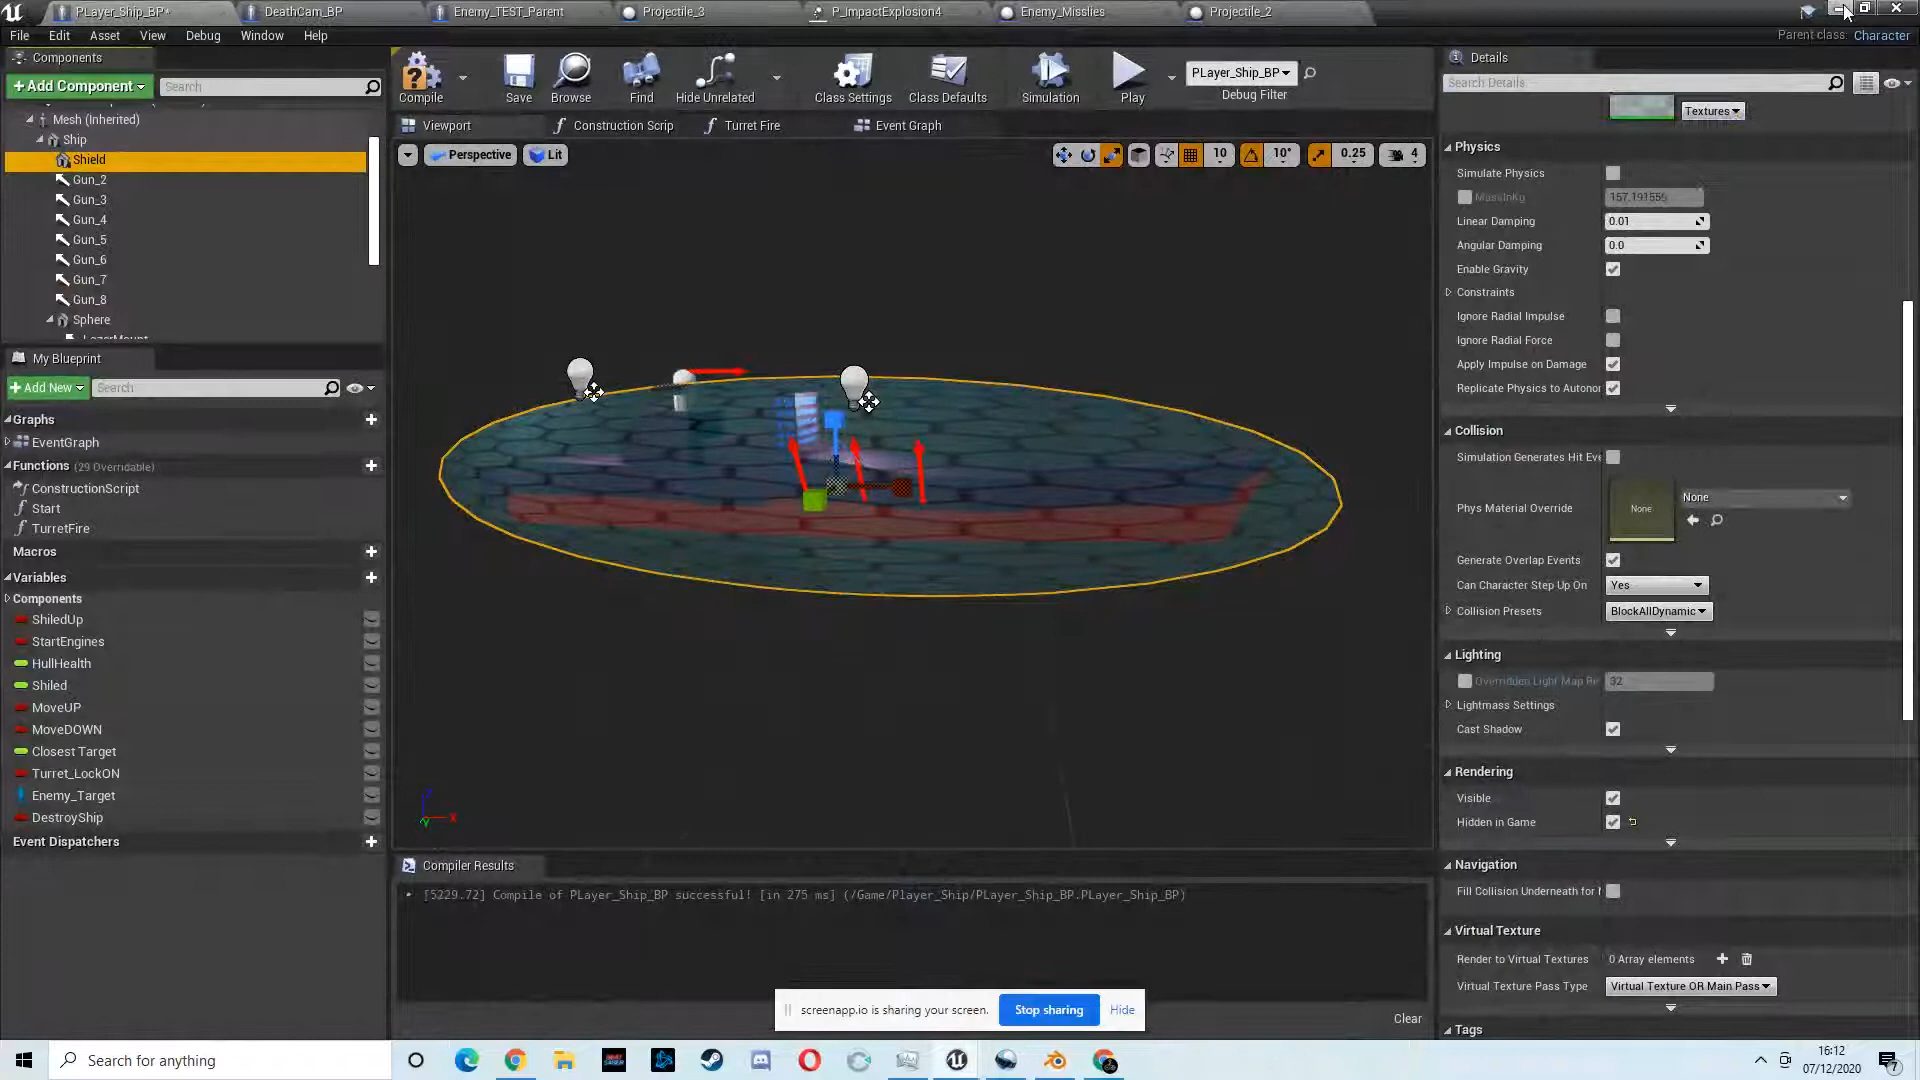 PLayer_Ship_BP*
DeathCam_BP
Enemy_TEST_Parent
Projectile_3
P_ImpactExplosion4
Enemy_Missiles
Projectile_2
File Edit Asset View Debug Window Help
Parent class: Character
Components
+ Add Component
Search
Mesh (Inherited)
Ship
Shield
Gun_2
Gun_3
Gun_4
Gun_5
Gun_6
Gun_7
Gun_8
Sphere
My Blueprint
+ Add New
Search
Graphs
EventGraph
Functions (29 Overridable)
ConstructionScript
Start
TurretFire
Macros
Variables
Components
ShiledUp
StartEngines
HullHealth
Shiled
MoveUP
MoveDOWN
Closest Target
Turret_LockON
Enemy_Target
DestroyShip
Event Dispatchers
Compile
Save
Browse
Find
Hide Unrelated
Class Settings
Class Defaults
Simulation
Play
PLayer_Ship_BP
Debug Filter
Viewport
Construction Scrip
Turret Fire
Event Graph
Perspective
Lit
10
10°
0.25
4
Z
X
Y
Compiler Results
[5229.72] Compile of PLayer_Ship_BP successful! [in 275 ms] (/Game/Player_Ship/PLayer_Ship_BP.PLayer_Ship_BP)
Clear
screenapp.io is sharing your screen.
Stop sharing
Hide
Details
Search Details
Textures
Physics
Simulate Physics
MassInKg
Linear Damping 0.01
Angular Damping 0.0
Enable Gravity
Constraints
Ignore Radial Impulse
Ignore Radial Force
Apply Impulse on Damage
Replicate Physics to Autonor
Collision
Simulation Generates Hit Eve
Phys Material Override None None
Generate Overlap Events
Can Character Step Up On Yes
Collision Presets BlockAllDynamic
Lighting
Overridden Light Map Re 32
Lightmass Settings
Cast Shadow
Rendering
Visible
Hidden in Game
Navigation
Fill Collision Underneath for
Virtual Texture
Render to Virtual Textures 0 Array elements
Virtual Texture Pass Type Virtual Texture OR Main Pass
Tags
Search for anything
16:12
07/12/2020
7